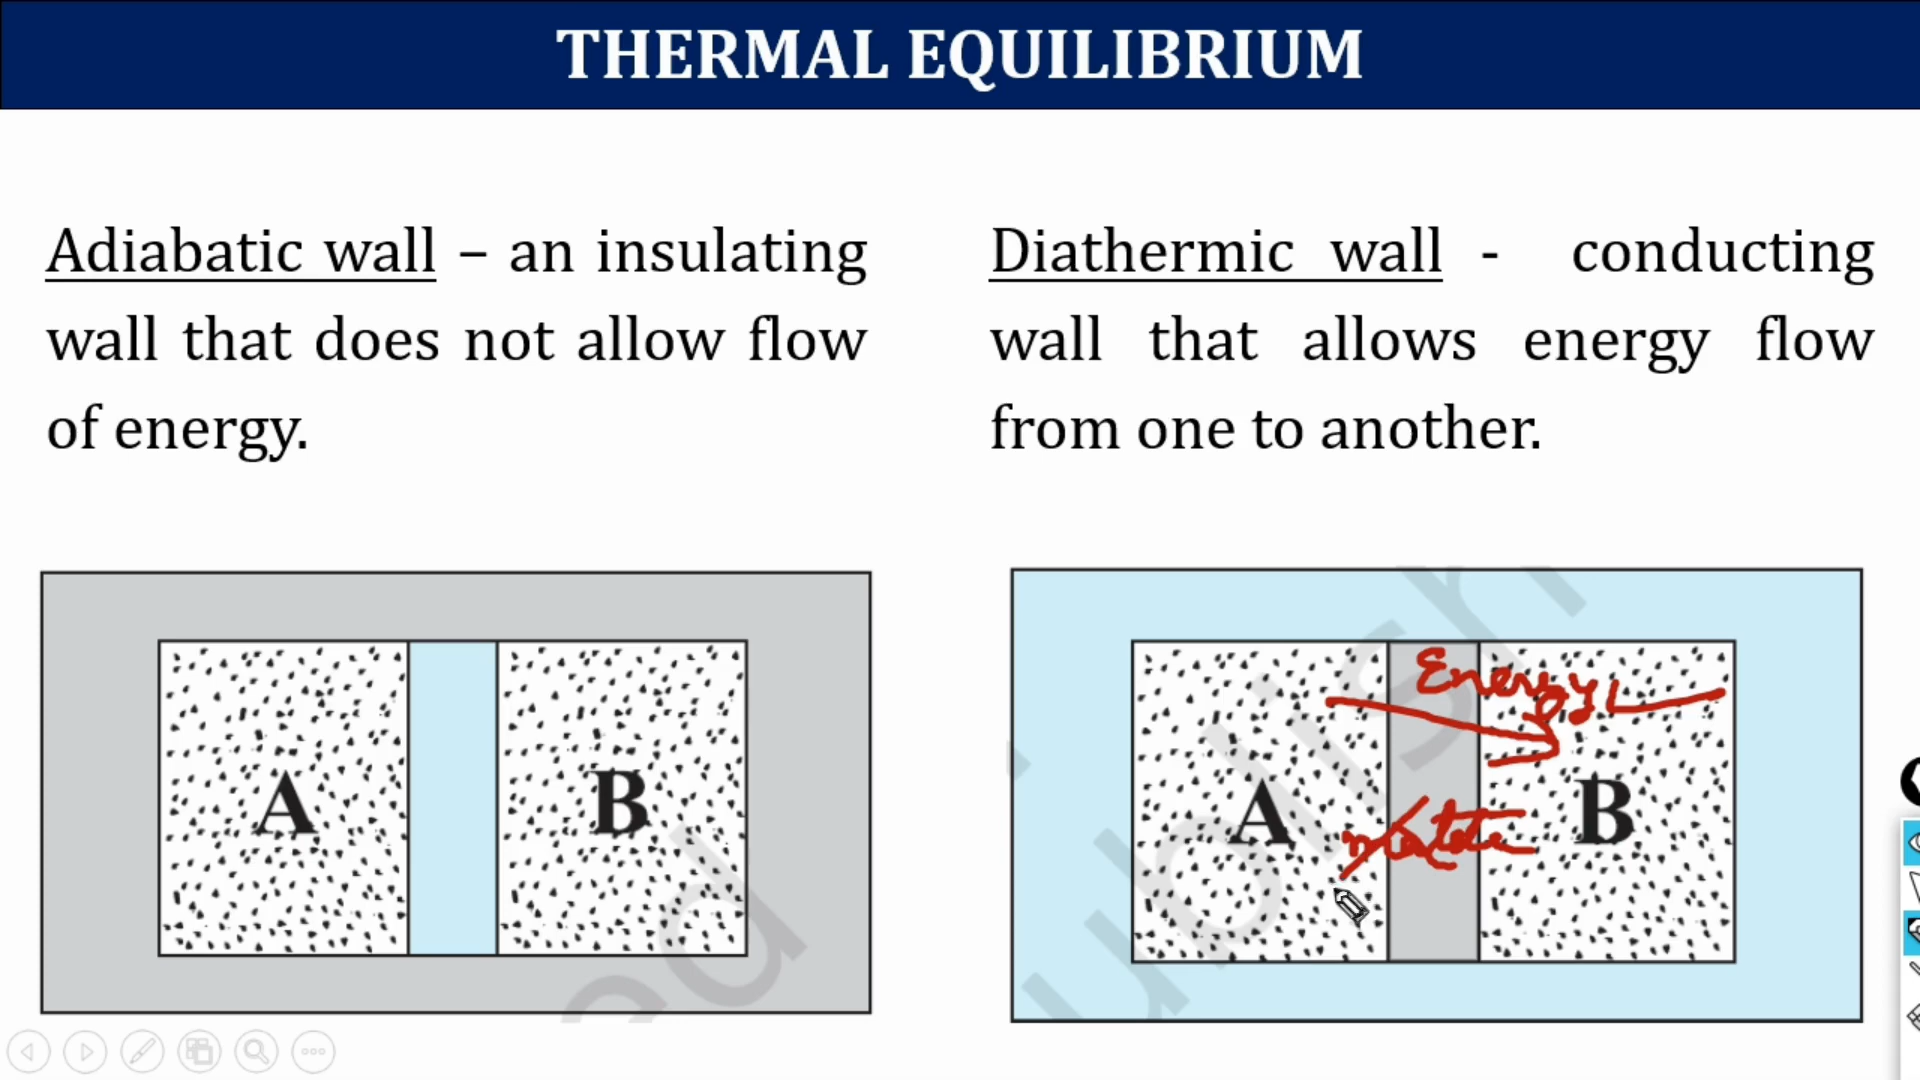 THERMAL EQUILIBRIUM
Adiabatic wall – an insulating
wall that does not allow flow
of energy.
Diathermic wall - conducting
wall that allows energy flow
from one to another.
A
B
Energy
A
B